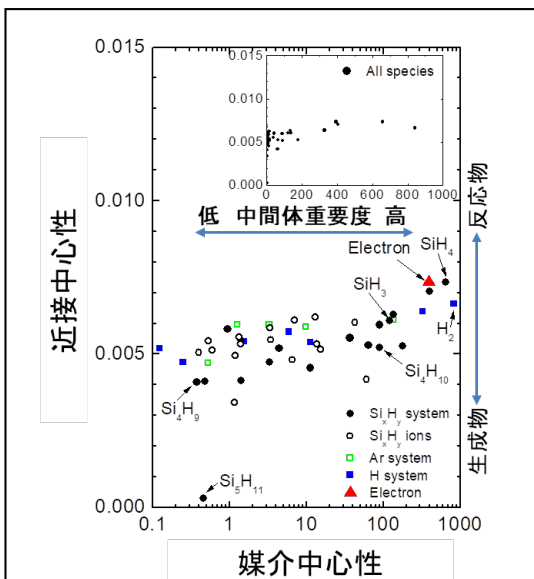 0.015
0.010
0.005
0.000
近接中心性
0.015
0.010
0.005
0.000
0 200 400 600 800 1000
All species
低 中間体重要度 高
Electron
SiH4
SiH3
H2
Si4H10
Si4H9
Si5H11
SixHy system
SixHy ions
Ar system
H system
Electron
0.1 1 10 100 1000
媒介中心性
反応物
生成物